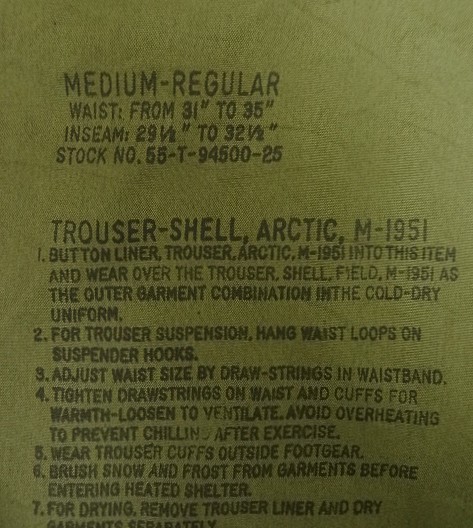 MEDIUM-REGULAR
WAIST: FROM 31" TO 35"
INSEAM: 29½" TO 32½"
STOCK NO. 55-T-94500-25
TROUSER-SHELL, ARCTIC, M-1951
1. BUTTON LINER, TROUSER, ARCTIC, M-1951 INTO THIS ITEM
AND WEAR OVER THE TROUSER, SHELL, FIELD, M-1951 AS
THE OUTER GARMENT COMBINATION IN THE COLD-DRY
UNIFORM.
2. FOR TROUSER SUSPENSION, HANG WAIST LOOPS ON
SUSPENDER HOOKS.
3. ADJUST WAIST SIZE BY DRAW-STRINGS IN WAISTBAND.
4. TIGHTEN DRAWSTRINGS ON WAIST AND CUFFS FOR
WARMTH-LOOSEN TO VENTILATE. AVOID OVERHEATING
TO PREVENT CHILLING AFTER EXERCISE.
5. WEAR TROUSER CUFFS OUTSIDE FOOTGEAR.
6. BRUSH SNOW AND FROST FROM GARMENTS BEFORE
ENTERING HEATED SHELTER.
7. FOR DRYING, REMOVE TROUSER LINER AND DRY
GARMENTS SEPARATELY